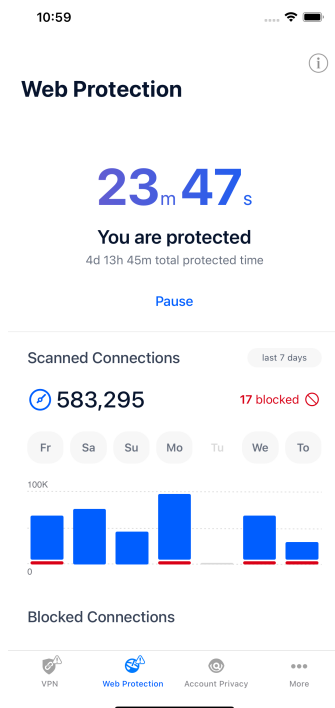 10:59
Web Protection
23m 47s
You are protected
4d 13h 45m total protected time
Pause
Scanned Connections
last 7 days
583,295
17 blocked
Fr Sa Su Mo Tu We To
100K
0
Blocked Connections
VPN Web Protection Account Privacy More